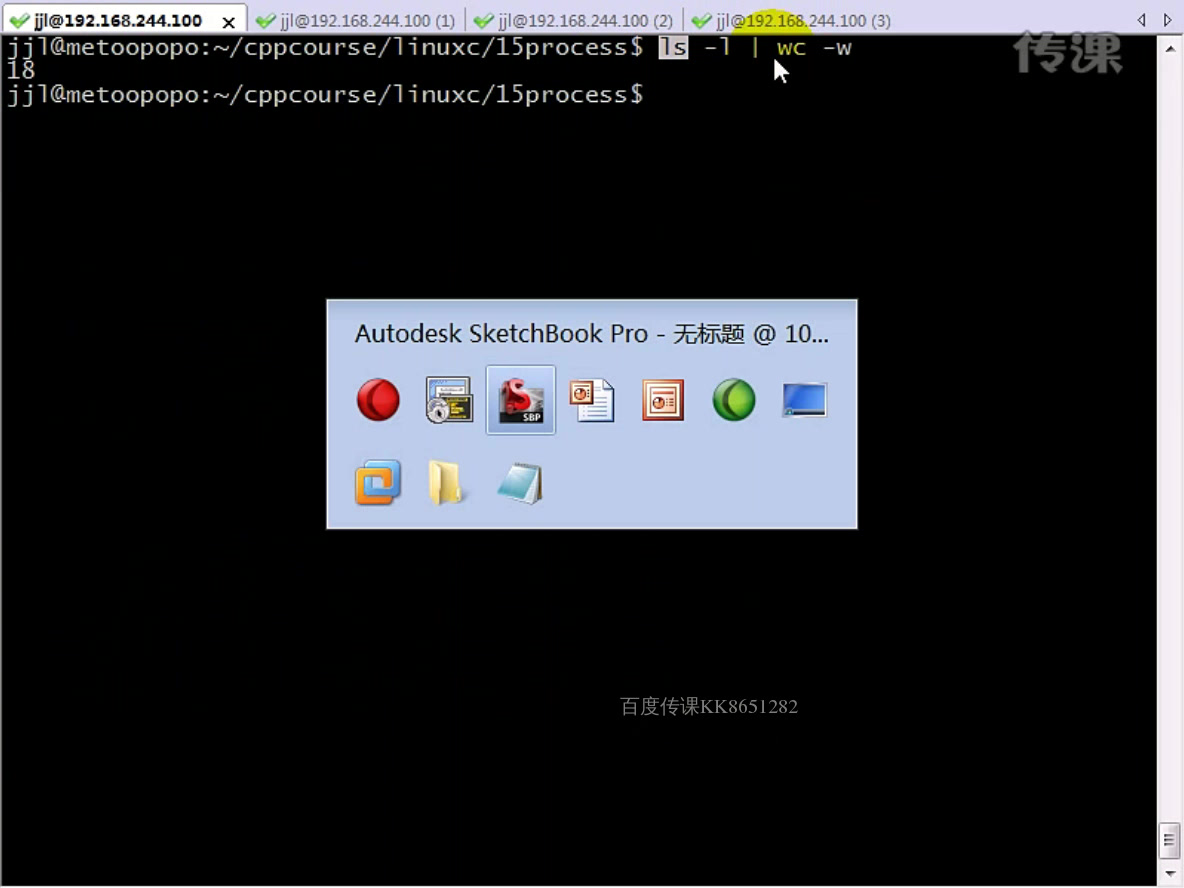 jjl@192.168.244.100 jjl@192.168.244.100 (1) jjl@192.168.244.100 (2) jjl@192.168.244.100 (3)
jjl@metoopopo:~/cppcourse/linuxc/15process$ ls -l | wc -w
18
jjl@metoopopo:~/cppcourse/linuxc/15process$
传课
Autodesk SketchBook Pro - 无标题 @ 10...
SBP
百度传课KK8651282